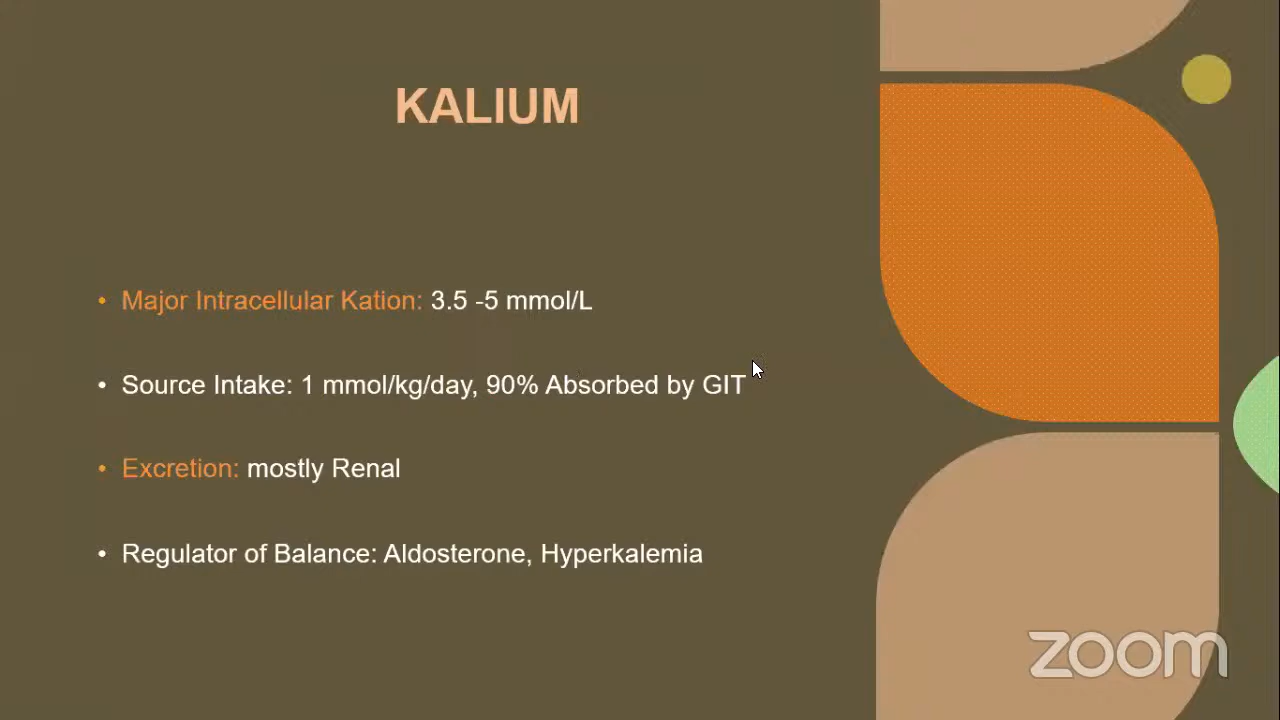 KALIUM
• Major Intracellular Kation: 3.5 -5 mmol/L
• Source Intake: 1 mmol/kg/day, 90% Absorbed by GIT
• Excretion: mostly Renal
• Regulator of Balance: Aldosterone, Hyperkalemia
zoom